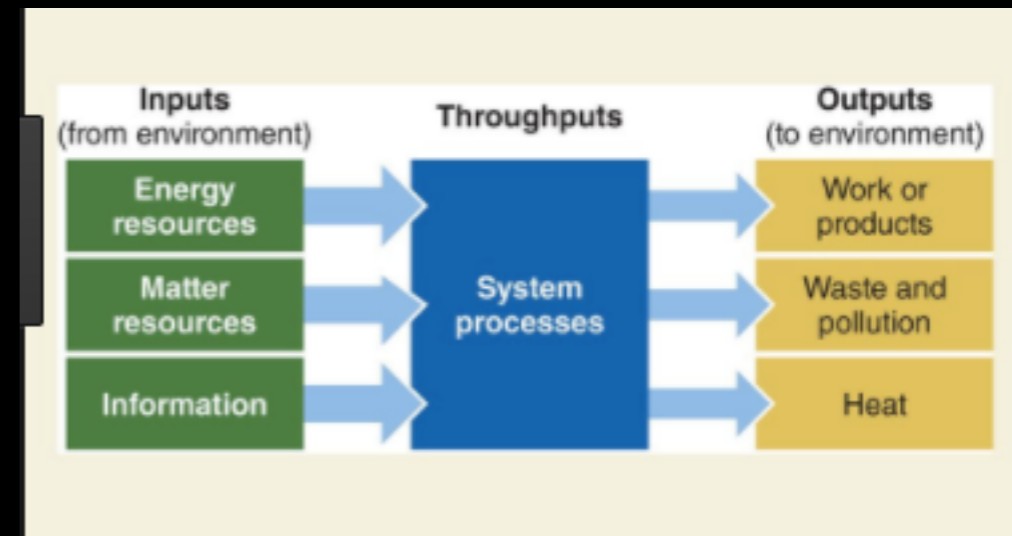 Inputs
(from environment)
Energy
resources
Matter
resources
Information
Throughputs
System
processes
Outputs
(to environment)
Work or
products
Waste and
pollution
Heat